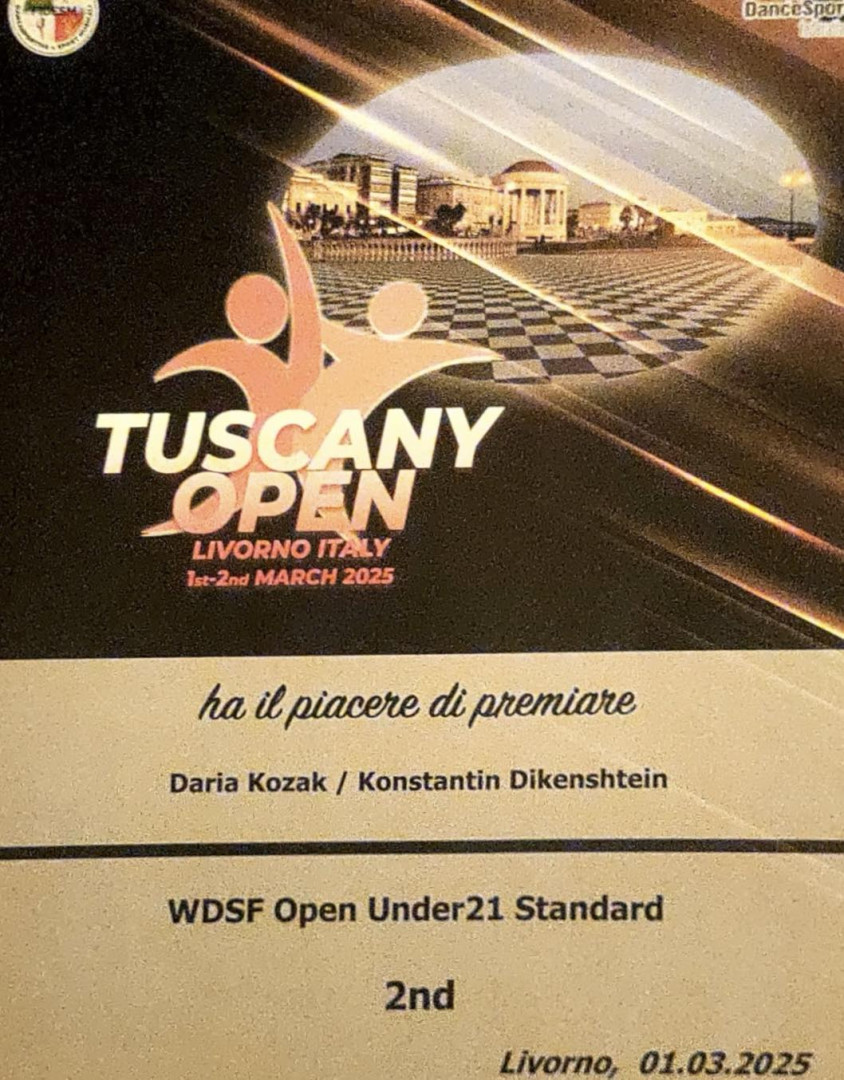 DanceSport
TUSCANY
OPEN
LIVORNO ITALY
1st-2nd MARCH 2025
ha il piacere di premiare
Daria Kozak / Konstantin Dikenshtein
WDSF Open Under21 Standard
2nd
Livorno, 01.03.2025